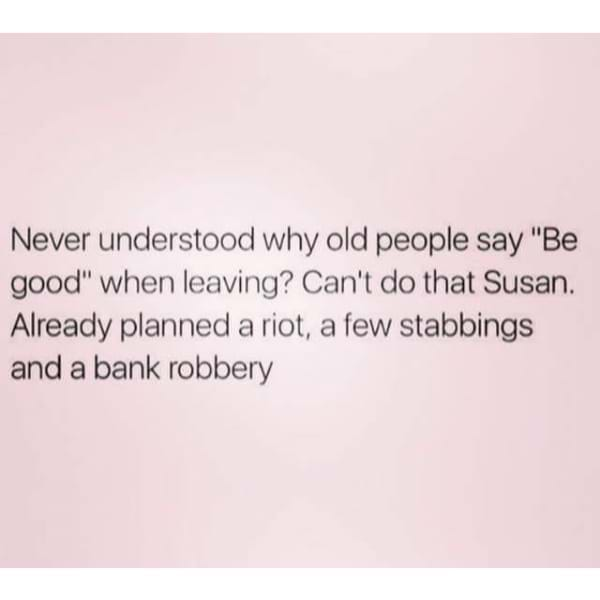 Never understood why old people say "Be
good" when leaving? Can't do that Susan.
Already planned a riot, a few stabbings
and a bank robbery